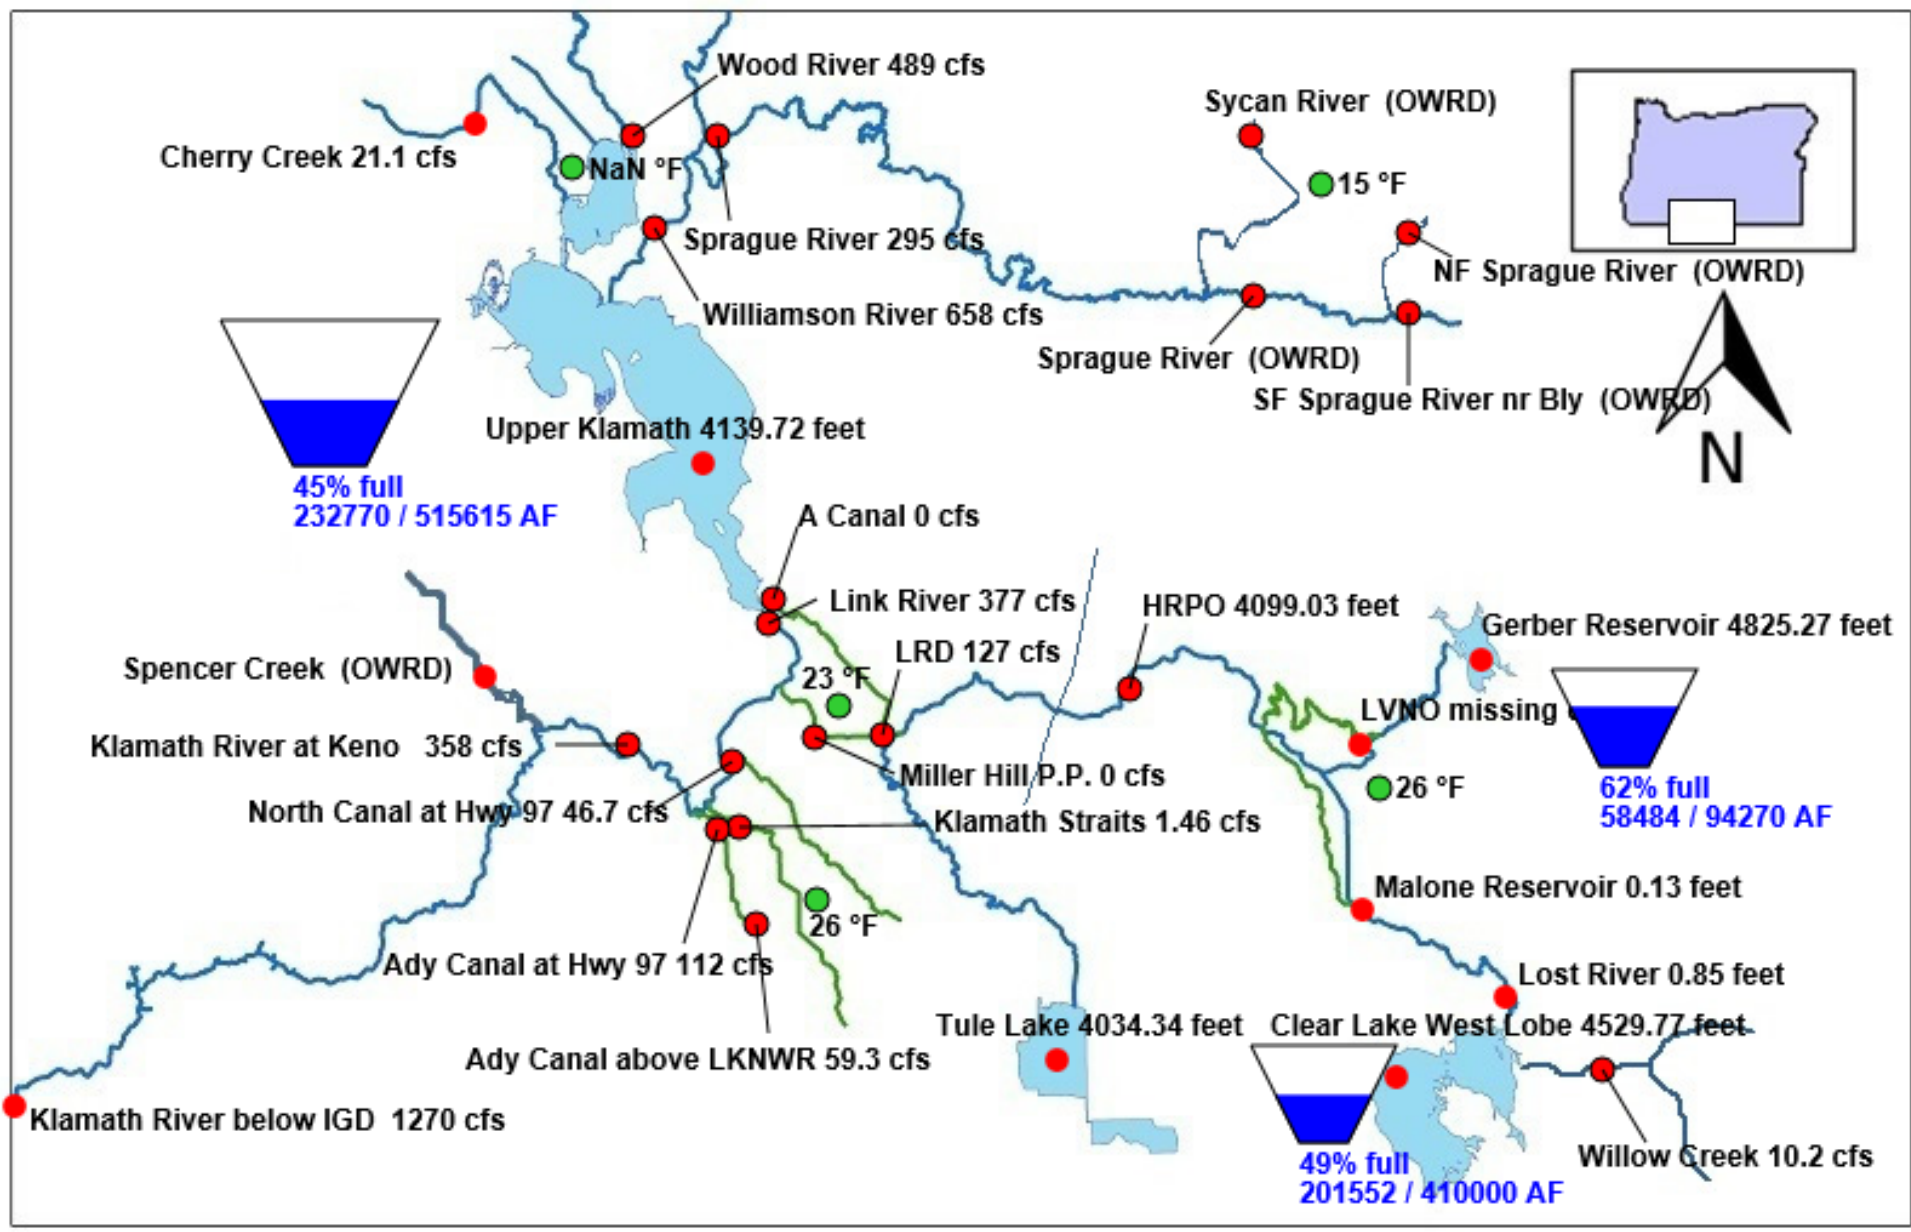 Wood River 489 cfs
Sycan River (OWRD)
Cherry Creek 21.1 cfs
NaN °F
15 °F
Sprague River 295 cfs
NF Sprague River (OWRD)
Williamson River 658 cfs
Sprague River (OWRD)
SF Sprague River nr Bly (OWRD)
N
Upper Klamath 4139.72 feet
45% full
232770 / 515615 AF
A Canal 0 cfs
Link River 377 cfs
HRPO 4099.03 feet
Gerber Reservoir 4825.27 feet
LRD 127 cfs
Spencer Creek (OWRD)
23 °F
LVNO missing
Klamath River at Keno 358 cfs
Miller Hill P.P. 0 cfs
26 °F
62% full
58484 / 94270 AF
North Canal at Hwy 97 46.7 cfs
Klamath Straits 1.46 cfs
Malone Reservoir 0.13 feet
26 °F
Ady Canal at Hwy 97 112 cfs
Lost River 0.85 feet
Tule Lake 4034.34 feet
Clear Lake West Lobe 4529.77 feet
Ady Canal above LKNWR 59.3 cfs
Klamath River below IGD 1270 cfs
Willow Creek 10.2 cfs
49% full
201552 / 410000 AF